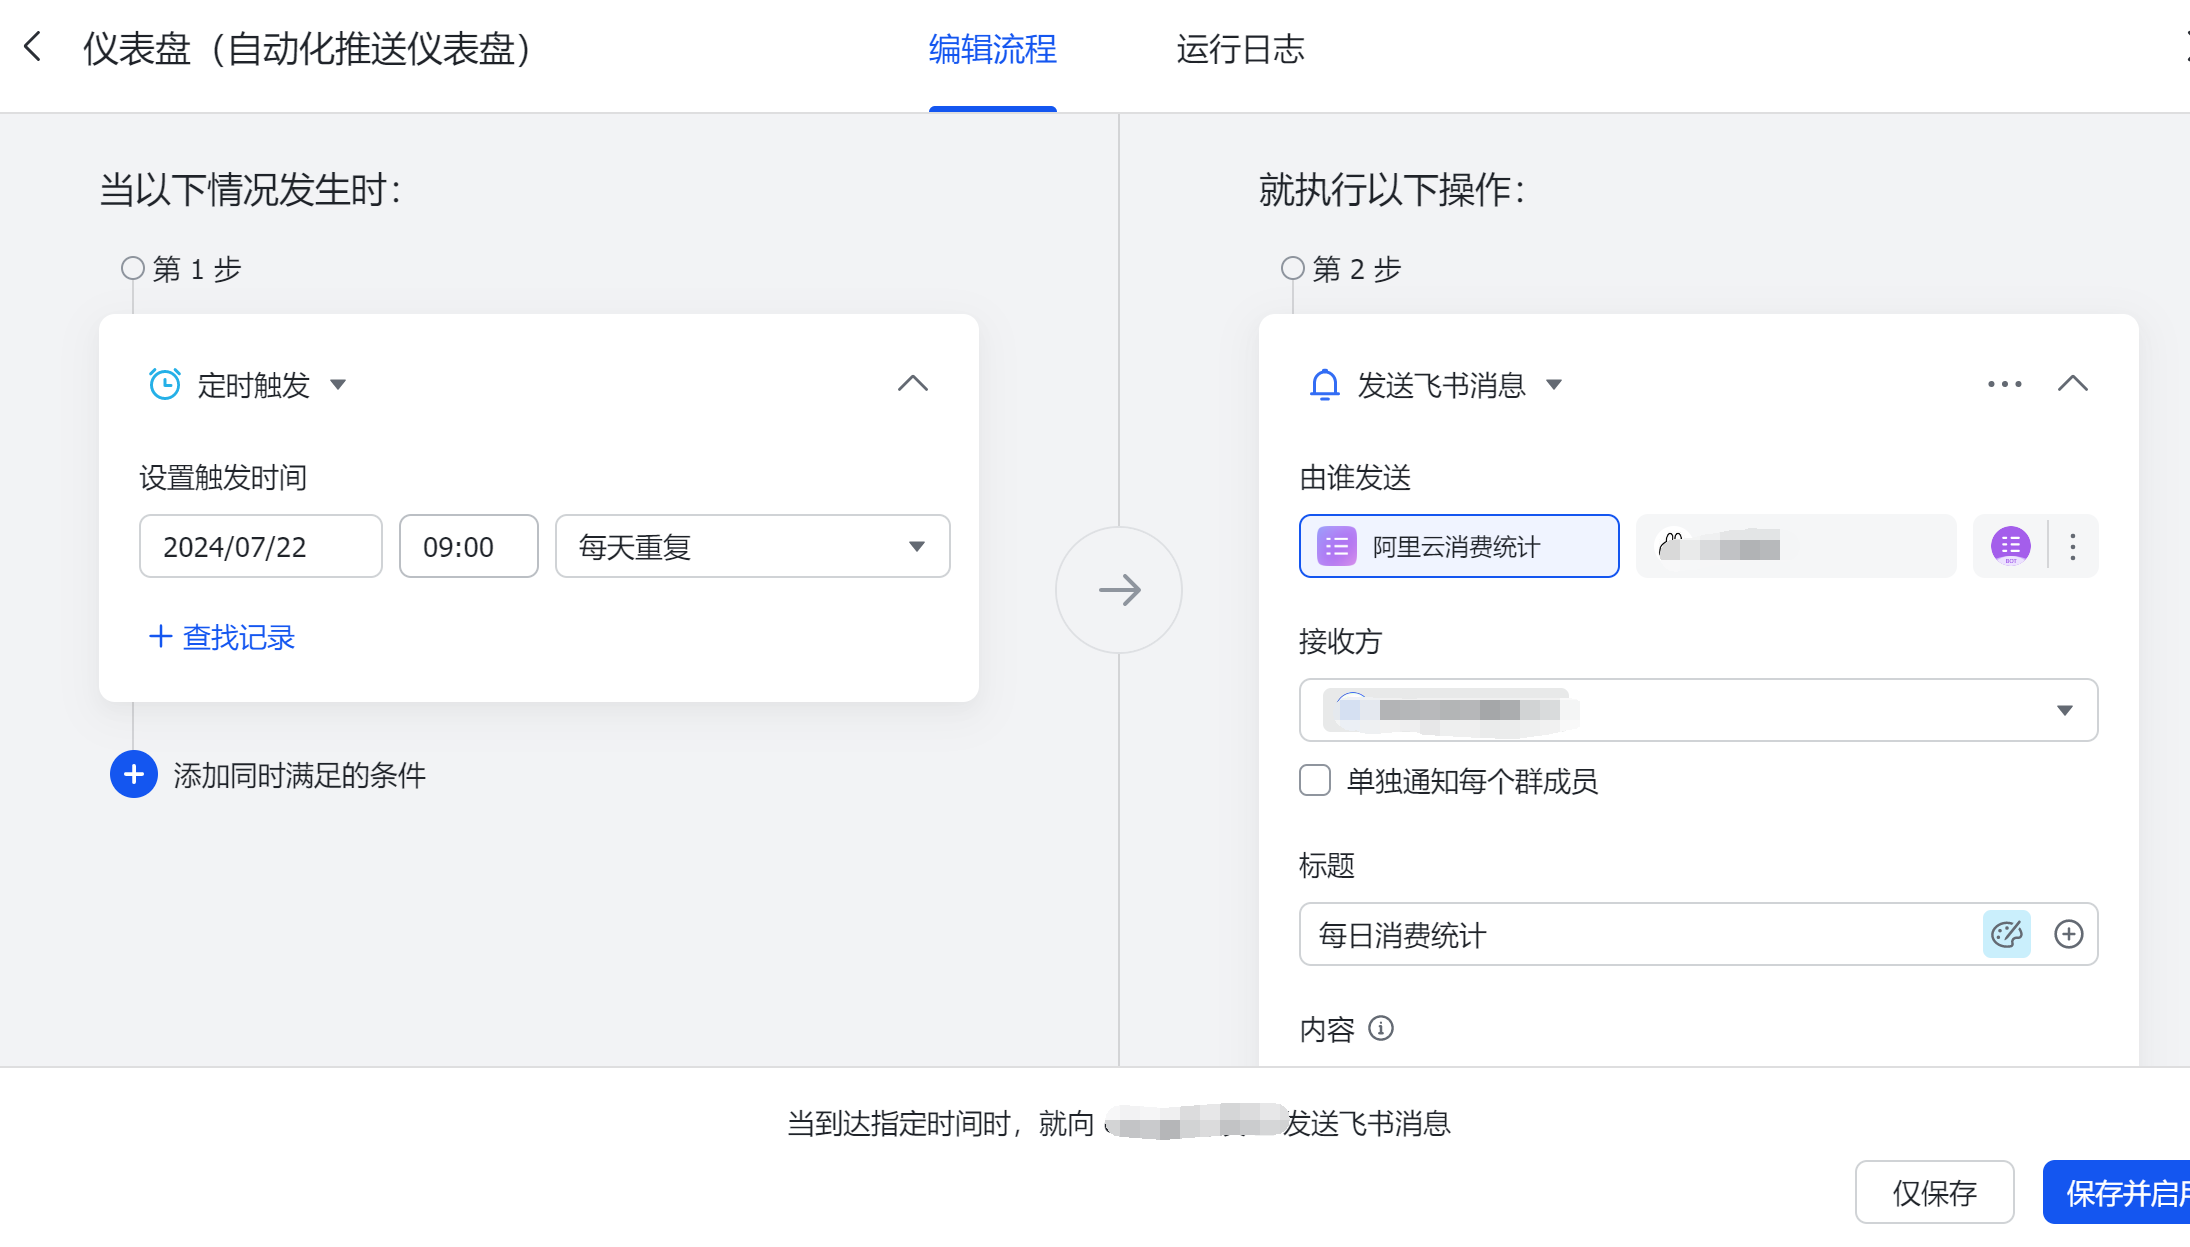 仪表盘（自动化推送仪表盘）
编辑流程
运行日志
当以下情况发生时：
第 1 步
定时触发
设置触发时间
2024/07/22
09:00
每天重复
查找记录
添加同时满足的条件
就执行以下操作：
第 2 步
发送飞书消息
由谁发送
阿里云消费统计
BOT
接收方
单独通知每个群成员
标题
每日消费统计
内容
当到达指定时间时，就向
发送飞书消息
仅保存
保存并启